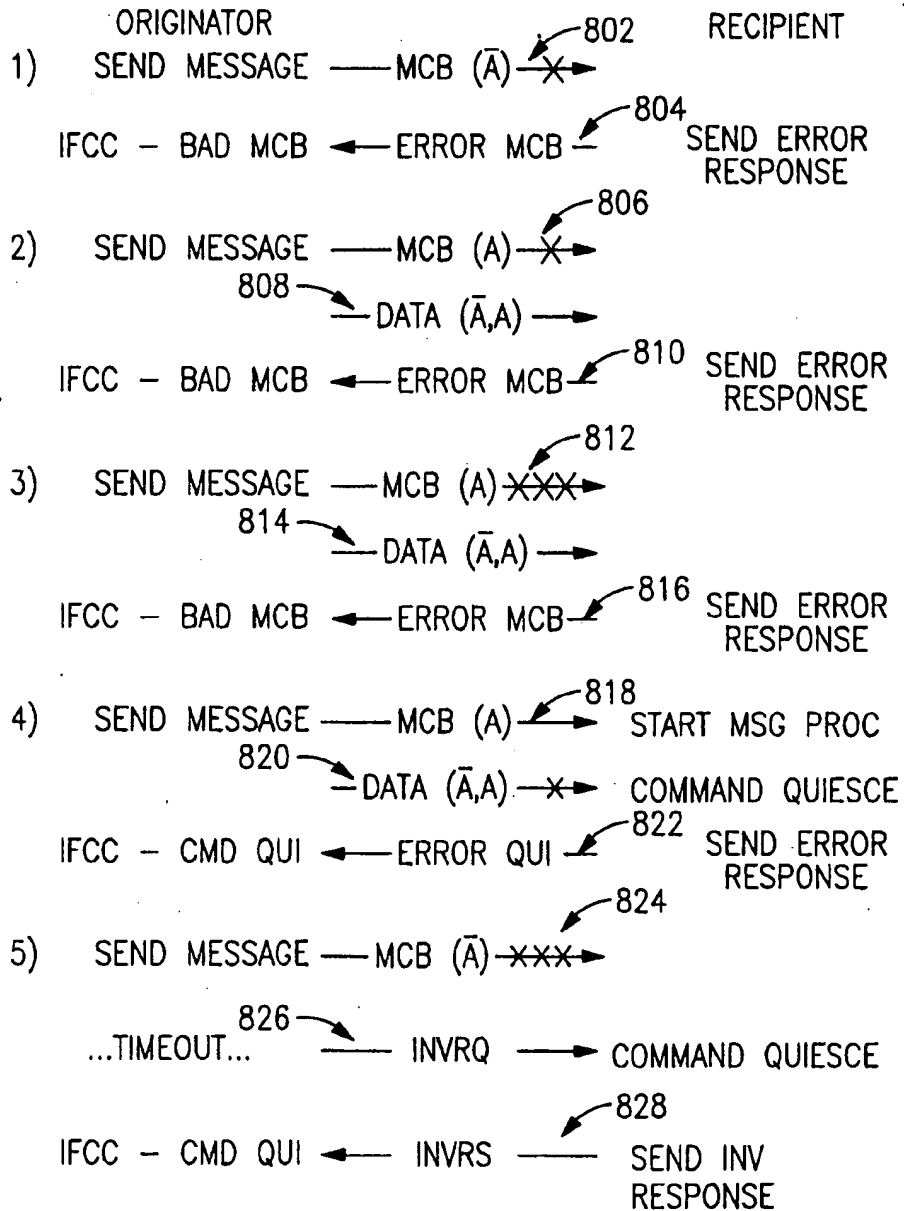 ORIGINATOR RECIPIENT
802
1) SEND MESSAGE MCB (A̅)
804
IFCC - BAD MCB ERROR MCB SEND ERROR
RESPONSE
806
2) SEND MESSAGE MCB (A)
808
DATA (A̅,A)
810
IFCC - BAD MCB ERROR MCB SEND ERROR
RESPONSE
812
3) SEND MESSAGE MCB (A)
814
DATA (A̅,A)
816
IFCC - BAD MCB ERROR MCB SEND ERROR
RESPONSE
818
4) SEND MESSAGE MCB (A) START MSG PROC
820
DATA (A̅,A) COMMAND QUIESCE
822
IFCC - CMD QUI ERROR QUI SEND ERROR
RESPONSE
824
5) SEND MESSAGE MCB (A̅)
826
...TIMEOUT... INVRQ COMMAND QUIESCE
828
IFCC - CMD QUI INVRS SEND INV
RESPONSE